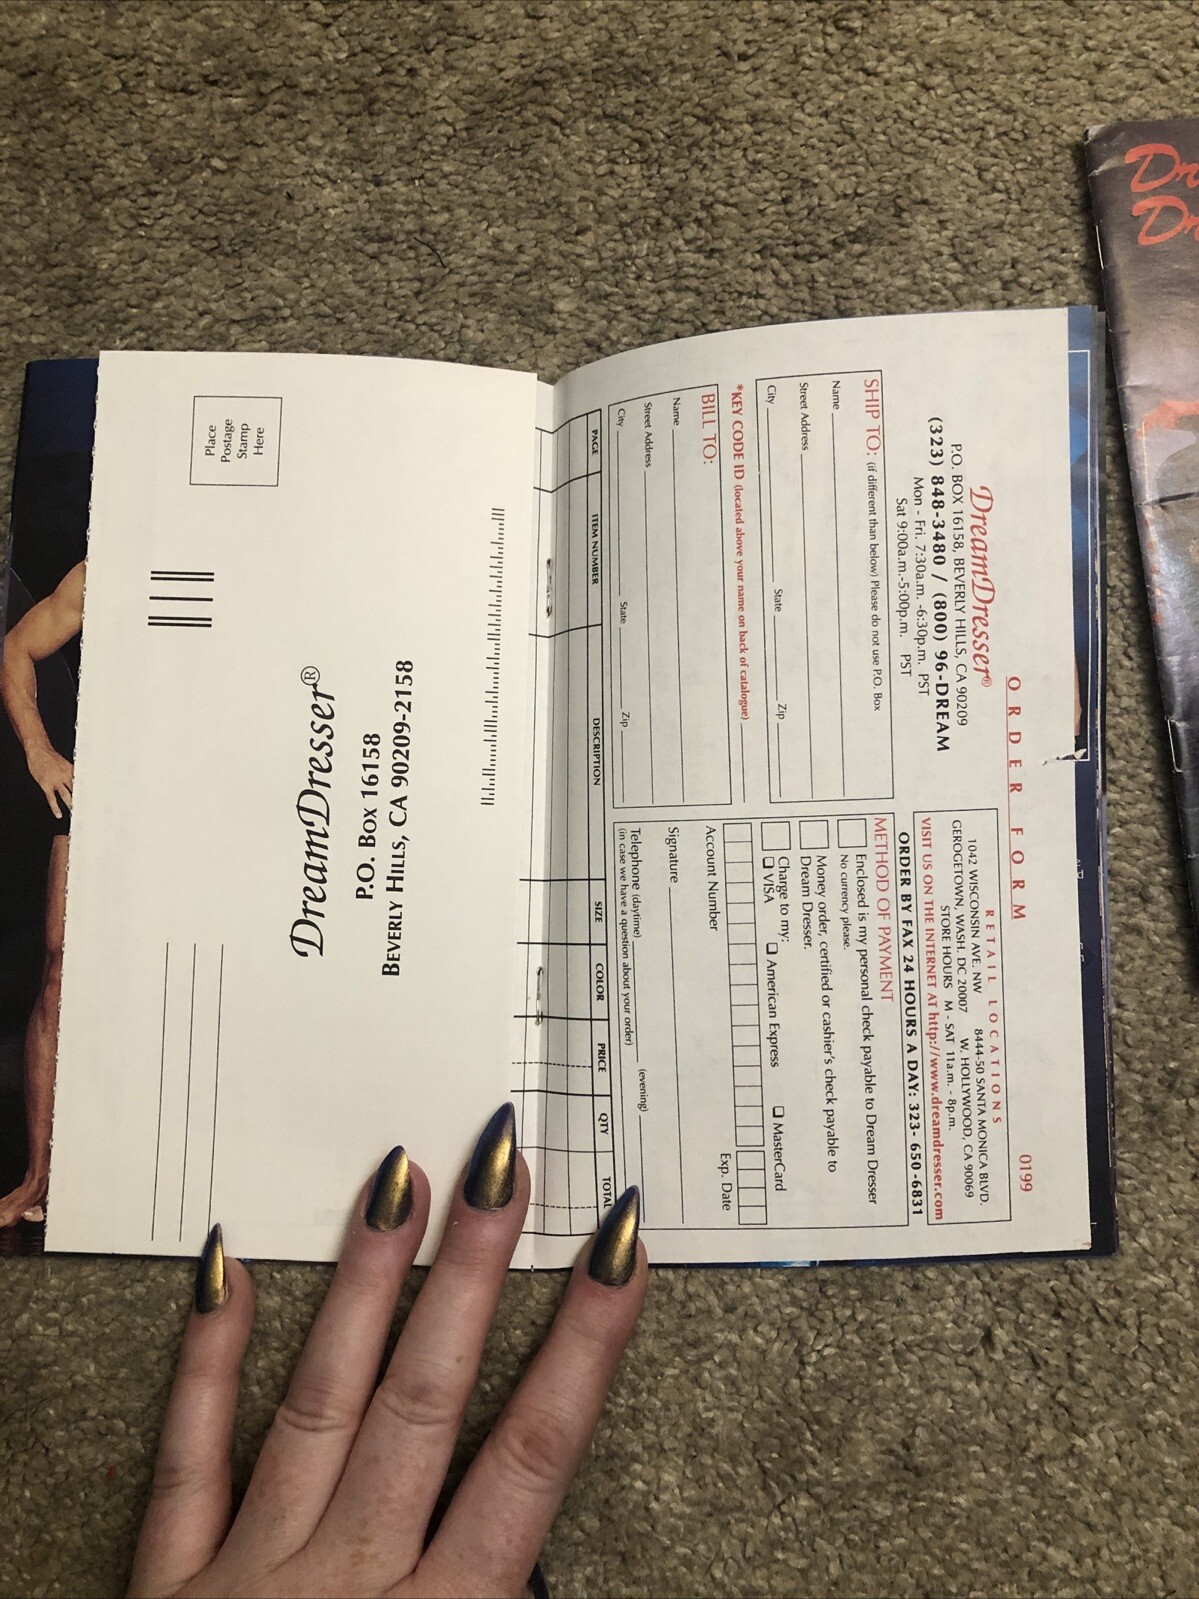 ORDER FORM
0199
DreamDresser®
P.O. BOX 16158, BEVERLY HILLS, CA 90209
(323) 848-3480 / (800) 96-DREAM
Mon - Fri. 7:30a.m. -6:30p.m. PST
Sat 9:00a.m.-5:00p.m. PST
RETAIL LOCATIONS
1042 WISCONSIN AVE. NW 8444-50 SANTA MONICA BLVD.
GEROGETOWN, WASH. DC 20007 W. HOLLYWOOD, CA 90069
STORE HOURS M - SAT 11a.m. - 8p.m.
VISIT US ON THE INTERNET AT http://www.dreamdresser.com
ORDER BY FAX 24 HOURS A DAY: 323- 650 -6831
SHIP TO: (if different than below) Please do not use P.O. Box
Name
Street Address
City State Zip
*KEY CODE ID (located above your name on back of catalogue)
BILL TO:
Name
Street Address
City State Zip
METHOD OF PAYMENT
Enclosed is my personal check payable to Dream Dresser
No currency please.
Money order, certified or cashier's check payable to
Dream Dresser.
Charge to my:
VISA American Express MasterCard
Account Number Exp. Date
Signature
Telephone (daytime) (evening)
(in case we have a question about your order)
PAGE ITEM NUMBER DESCRIPTION SIZE COLOR PRICE QTY TOTAL
Place
Postage
Stamp
Here
DreamDresser®
P.O. Box 16158
BEVERLY HILLS, CA 90209-2158